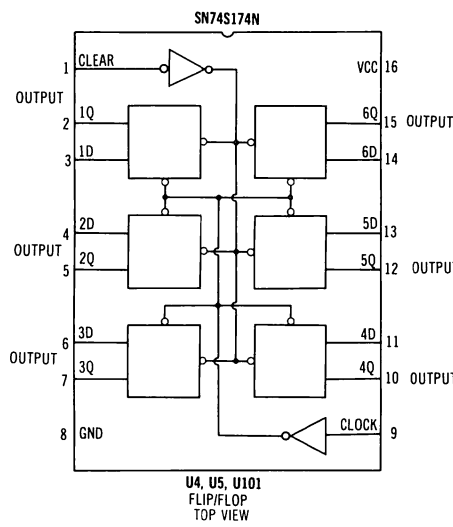 SN74S174N
1 CLEAR VCC 16
OUTPUT
2 1Q 6Q 15 OUTPUT
3 1D 6D 14
4 2D 5D 13
OUTPUT
5 2Q 5Q 12 OUTPUT
6 3D 4D 11
OUTPUT
7 3Q 4Q 10 OUTPUT
8 GND CLOCK 9
U4, U5, U101
FLIP/FLOP
TOP VIEW